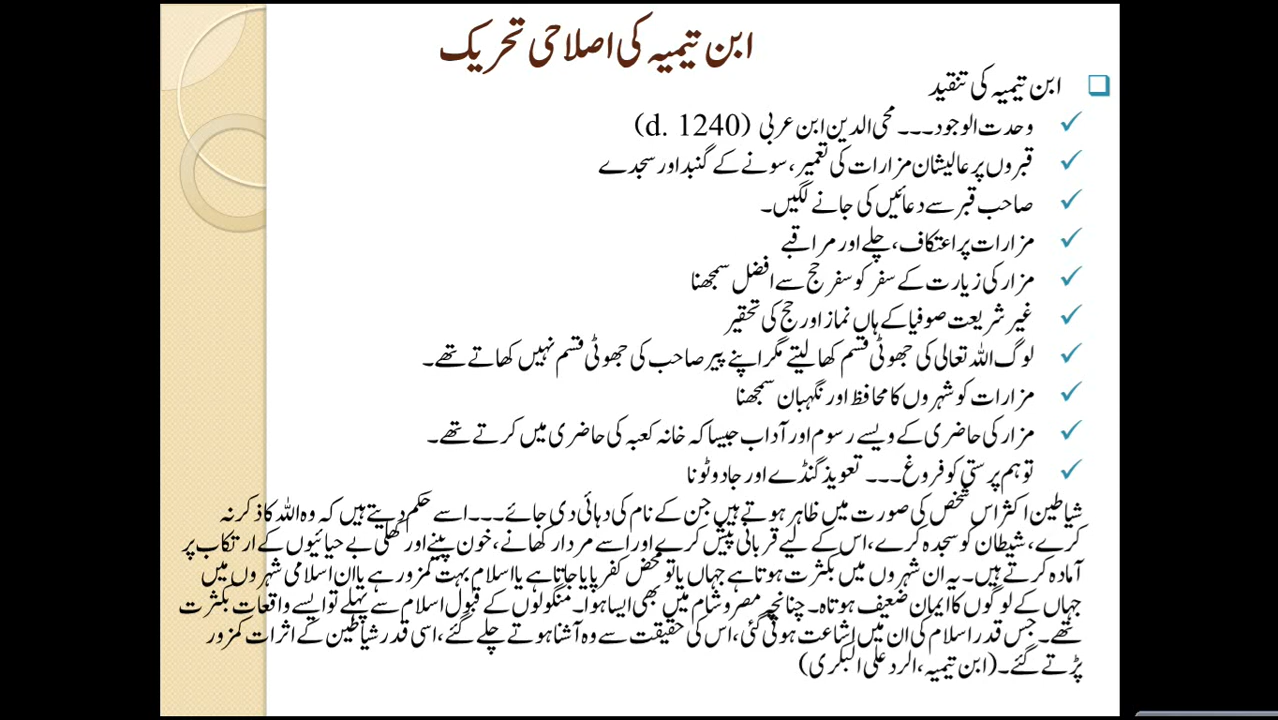 ابن تیمیہ کی اصلاحی تحریک
ابن تیمیہ کی تنقید
وحدت الوجود۔۔۔ محی الدین ابن عربی (d. 1240)
قبروں پر عالیشان مزارات کی تعمیر، سونے کے گنبد اور سجدے
صاحب قبر سے دعائیں کی جانے لگیں۔
مزارات پر اعتکاف، چلے اور مراقبے
مزار کی زیارت کے سفر کو سفر حج سے افضل سمجھنا
غیر شریعت صوفیا کے ہاں نماز اور حج کی تحقیر
لوگ اللہ تعالی کی جھوٹی قسم کھا لیتے مگر اپنے پیر صاحب کی جھوٹی قسم نہیں کھاتے تھے۔
مزارات کو شہروں کا محافظ اور نگہبان سمجھنا
مزار کی حاضری کے ویسے رسوم اور آداب جیسا کہ خانہ کعبہ کی حاضری میں کرتے تھے۔
توہم پرستی کو فروغ۔۔۔ تعویذ گنڈے اور جادو ٹونا
شیاطین اکثر اس شخص کی صورت میں ظاہر ہوتے ہیں جن کے نام کی دہائی دی جائے۔۔۔ اسے حکم دیتے ہیں کہ وہ اللہ کا ذکر نہ
کرے، شیطان کو سجدہ کرے، اس کے لیے قربانی پیش کرے اور اسے مردار کھانے، خون پینے اور کھلی بے حیائیوں کے ارتکاب پر
آمادہ کرتے ہیں۔ یہ ان شہروں میں بکثرت ہوتا ہے جہاں یا تو محض کفر پایا جاتا ہے یا اسلام بہت کمزور ہے یا ان اسلامی شہروں میں
جہاں کے لوگوں کا ایمان ضعیف ہوتاہ۔ چنانچہ مصر و شام میں بھی ایسا ہوا۔ منگولوں کے قبول اسلام سے پہلے تو ایسے واقعات بکثرت
تھے۔ جس قدر اسلام کی ان میں اشاعت ہوتی گئی، اس کی حقیقت سے وہ آشنا ہوتے چلے گئے، اسی قدر شیاطین کے اثرات کمزور
پڑتے گئے۔ (ابن تیمیہ، الرد علی البکری)